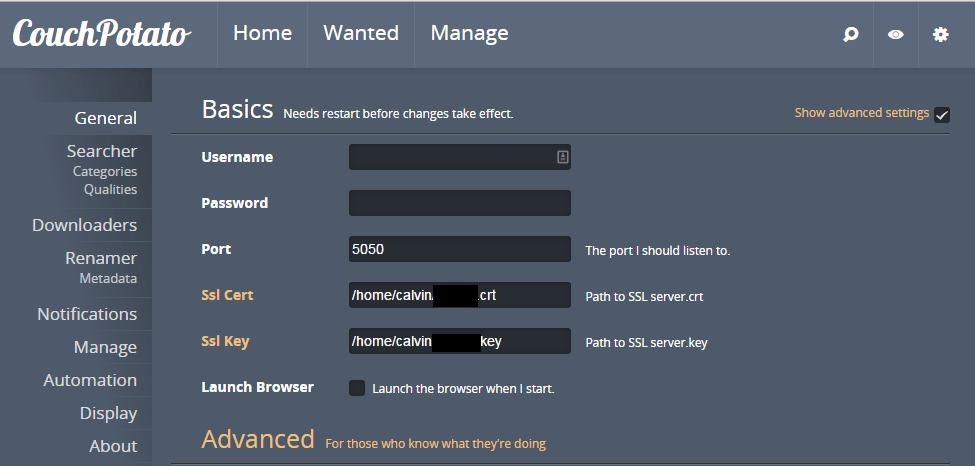 CouchPotato Home Wanted Manage
General
Searcher
Categories
Qualities
Downloaders
Renamer
Metadata
Notifications
Manage
Automation
Display
About
Basics Needs restart before changes take effect. Show advanced settings
Username
Password
Port 5050 The port I should listen to.
Ssl Cert /home/calvin/ .crt Path to SSL server.crt
Ssl Key /home/calvin key Path to SSL server.key
Launch Browser Launch the browser when I start.
Advanced For those who know what they're doing